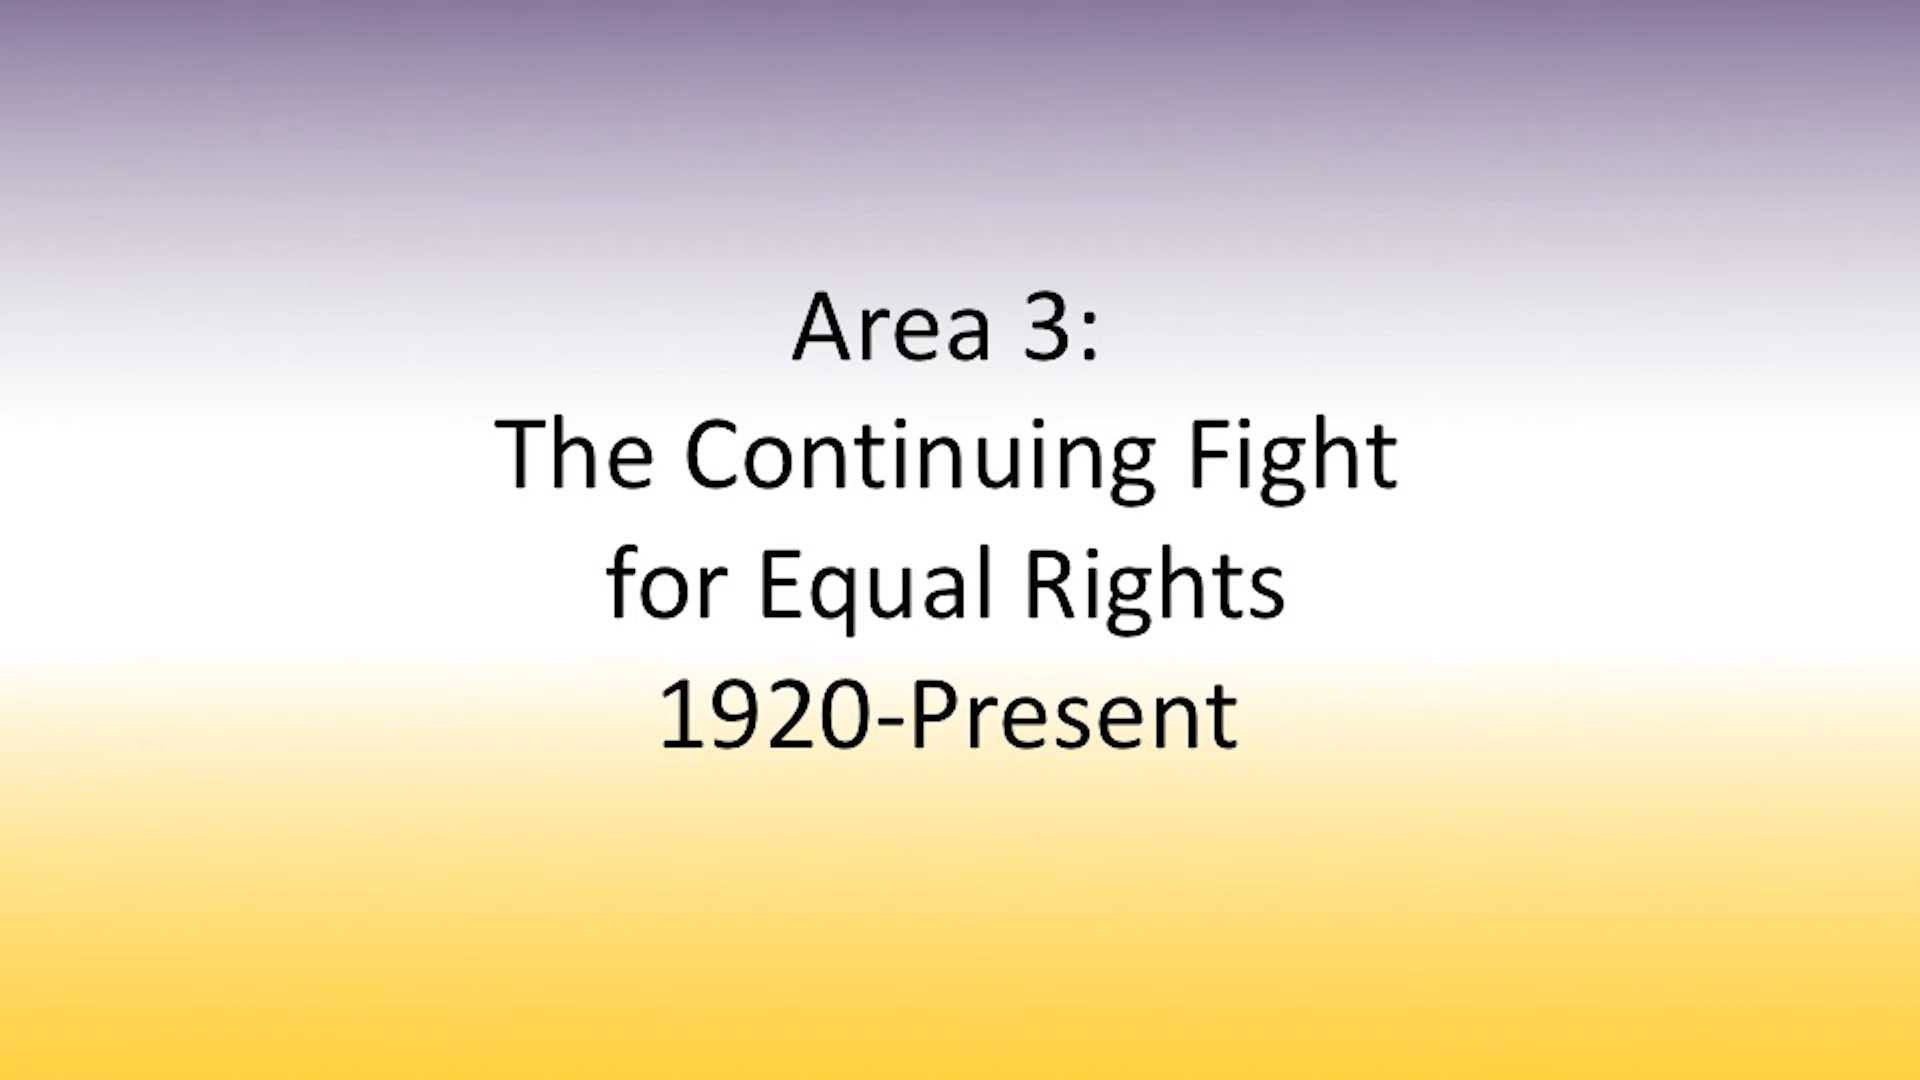 Area 3:
The Continuing Fight
for Equal Rights
1920-Present